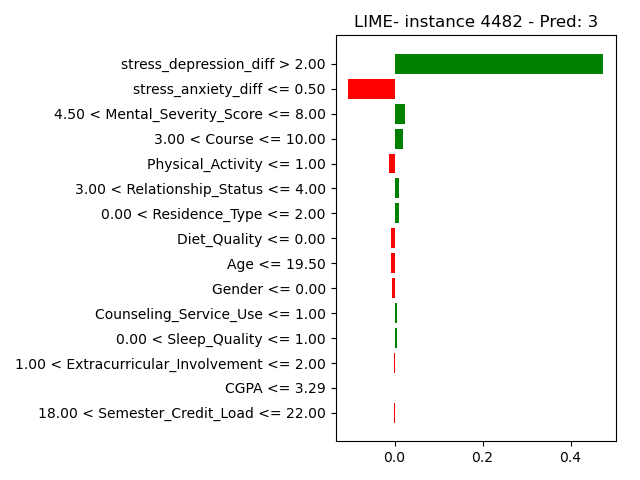 LIME- instance 4482 - Pred: 3
stress_depression_diff > 2.00
stress_anxiety_diff <= 0.50
4.50 < Mental_Severity_Score <= 8.00
3.00 < Course <= 10.00
Physical_Activity <= 1.00
3.00 < Relationship_Status <= 4.00
0.00 < Residence_Type <= 2.00
Diet_Quality <= 0.00
Age <= 19.50
Gender <= 0.00
Counseling_Service_Use <= 1.00
0.00 < Sleep_Quality <= 1.00
1.00 < Extracurricular_Involvement <= 2.00
CGPA <= 3.29
18.00 < Semester_Credit_Load <= 22.00
0.0 0.2 0.4